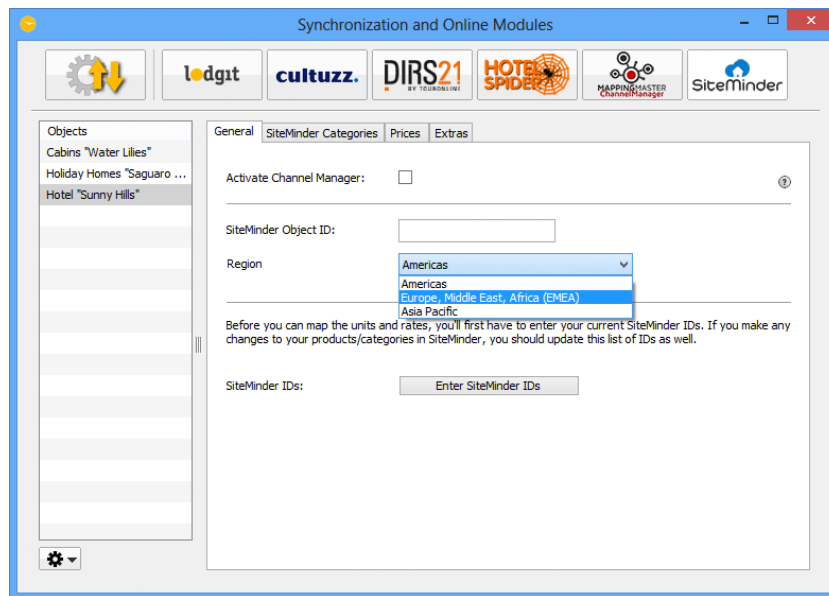 Synchronization and Online Modules
lodgit
cultuzz.
DIRS21
BY TOURONLINE
HOTEL
SPIDER
MAPPINGMASTER
ChannelManager
SiteMinder
Objects
Cabins "Water Lilies"
Holiday Homes "Saguaro ...
Hotel "Sunny Hills"
General
SiteMinder Categories
Prices
Extras
Activate Channel Manager:
?
SiteMinder Object ID:
Region
Americas
Americas
Europe, Middle East, Africa (EMEA)
Asia Pacific
Before you can map the units and rates, you'll first have to enter your current SiteMinder IDs. If you make any
changes to your products/categories in SiteMinder, you should update this list of IDs as well.
SiteMinder IDs:
Enter SiteMinder IDs